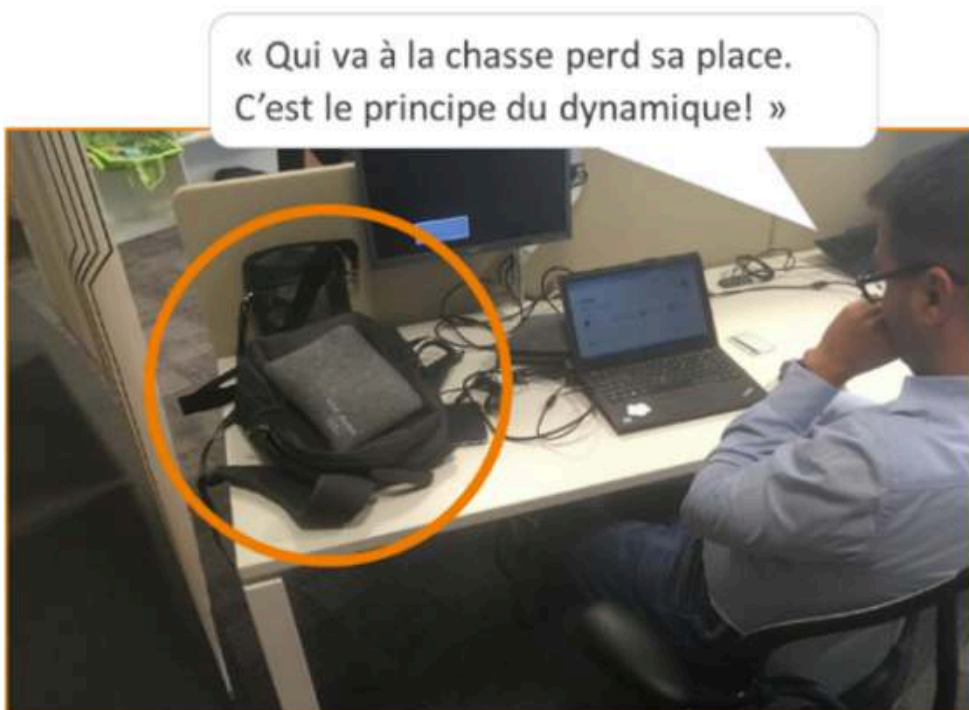 « Qui va à la chasse perd sa place.
C’est le principe du dynamique! »